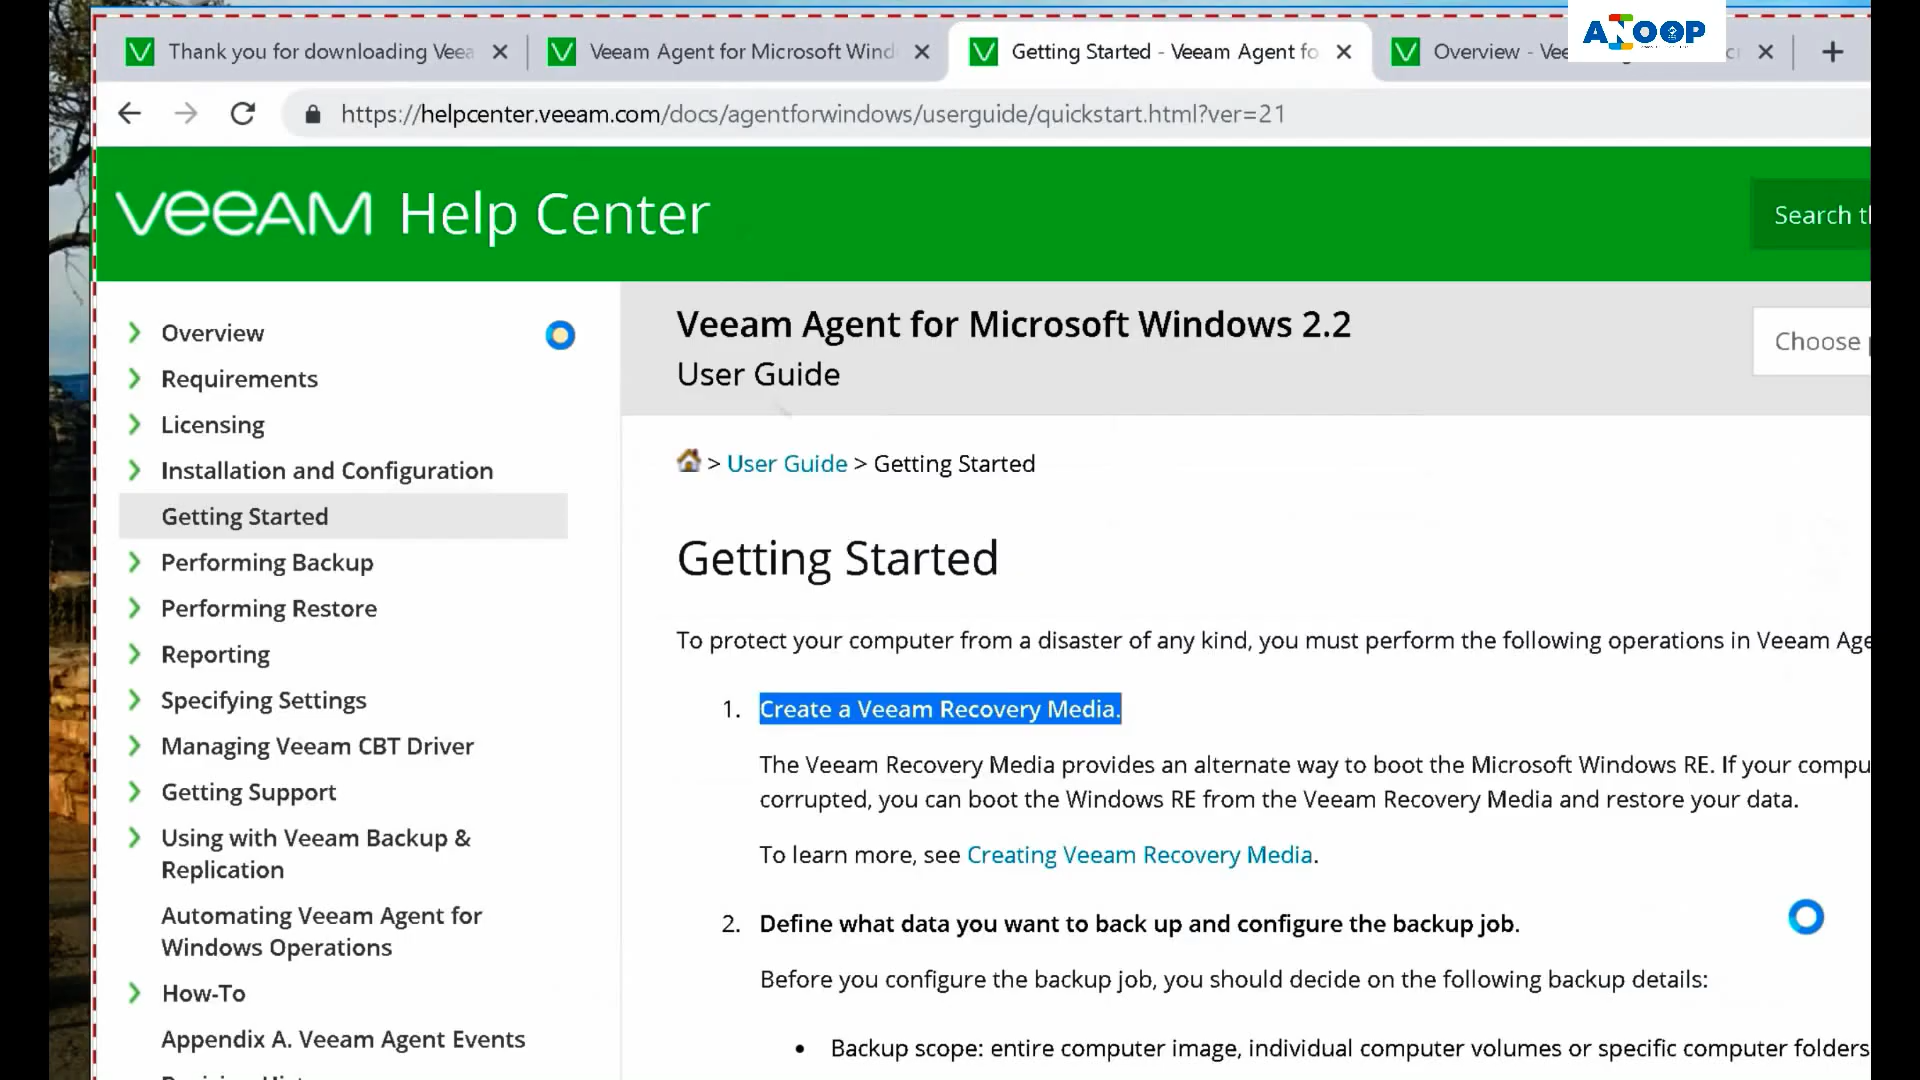 Thank you for downloading Veea
Veeam Agent for Microsoft Wind
Getting Started - Veeam Agent fo
Overview - Vee
ANOOP
https://helpcenter.veeam.com/docs/agentforwindows/userguide/quickstart.html?ver=21
veeAM Help Center
Search th
Overview
Requirements
Licensing
Installation and Configuration
Getting Started
Performing Backup
Performing Restore
Reporting
Specifying Settings
Managing Veeam CBT Driver
Getting Support
Using with Veeam Backup &
Replication
Automating Veeam Agent for
Windows Operations
How-To
Appendix A. Veeam Agent Events
Veeam Agent for Microsoft Windows 2.2
User Guide
Choose
> User Guide > Getting Started
Getting Started
To protect your computer from a disaster of any kind, you must perform the following operations in Veeam Age
1. Create a Veeam Recovery Media.
The Veeam Recovery Media provides an alternate way to boot the Microsoft Windows RE. If your compu
corrupted, you can boot the Windows RE from the Veeam Recovery Media and restore your data.
To learn more, see Creating Veeam Recovery Media.
2. Define what data you want to back up and configure the backup job.
Before you configure the backup job, you should decide on the following backup details:
• Backup scope: entire computer image, individual computer volumes or specific computer folders